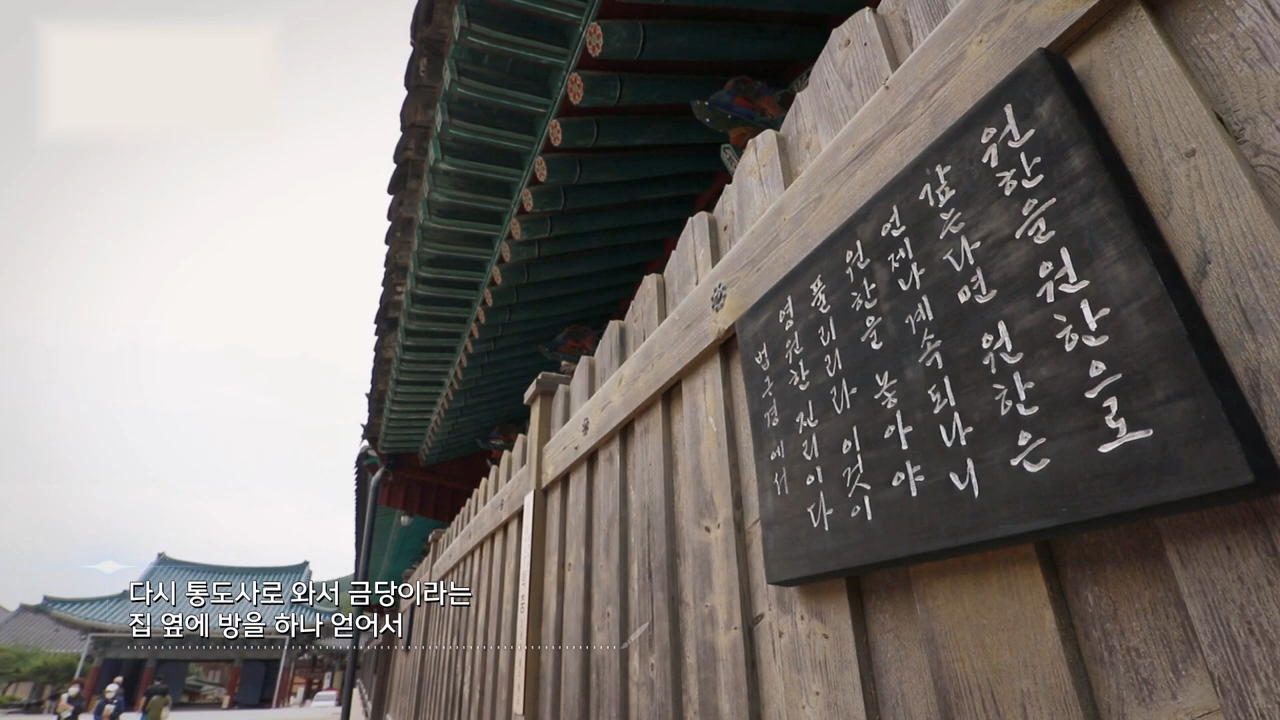 원한을 원한으로
갚는다면 원한은
언제나 계속되나니
원한을 놓아야
풀리리라 이것이
영원한 진리이다
법구경에서
다시 통도사로 와서 금당이라는
집 옆에 방을 하나 얻어서